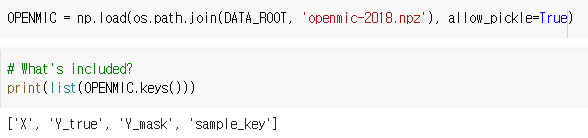 OPENMIC = np.load(os.path.join(DATA_ROOT, 'openmic-2018.npz'), allow_pickle=True)
# What's included?
print(list(OPENMIC.keys()))
['X', 'Y_true', 'Y_mask', 'sample_key']